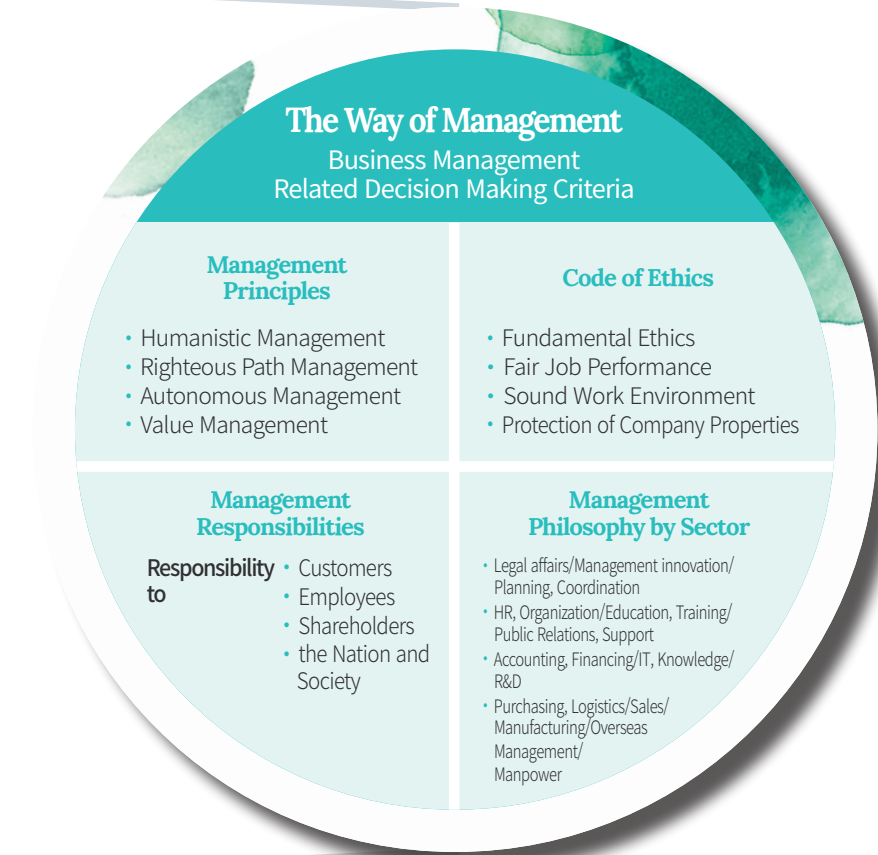 The Way of Management
Business Management
Related Decision Making Criteria
Management
Principles
• Humanistic Management
• Righteous Path Management
• Autonomous Management
• Value Management
Code of Ethics
• Fundamental Ethics
• Fair Job Performance
• Sound Work Environment
• Protection of Company Properties
Management
Responsibilities
Responsibility
to
• Customers
• Employees
• Shareholders
• the Nation and
Society
Management
Philosophy by Sector
• Legal affairs/Management innovation/
Planning, Coordination
• HR, Organization/Education, Training/
Public Relations, Support
• Accounting, Financing/IT, Knowledge/
R&D
• Purchasing, Logistics/Sales/
Manufacturing/Overseas
Management/
Manpower